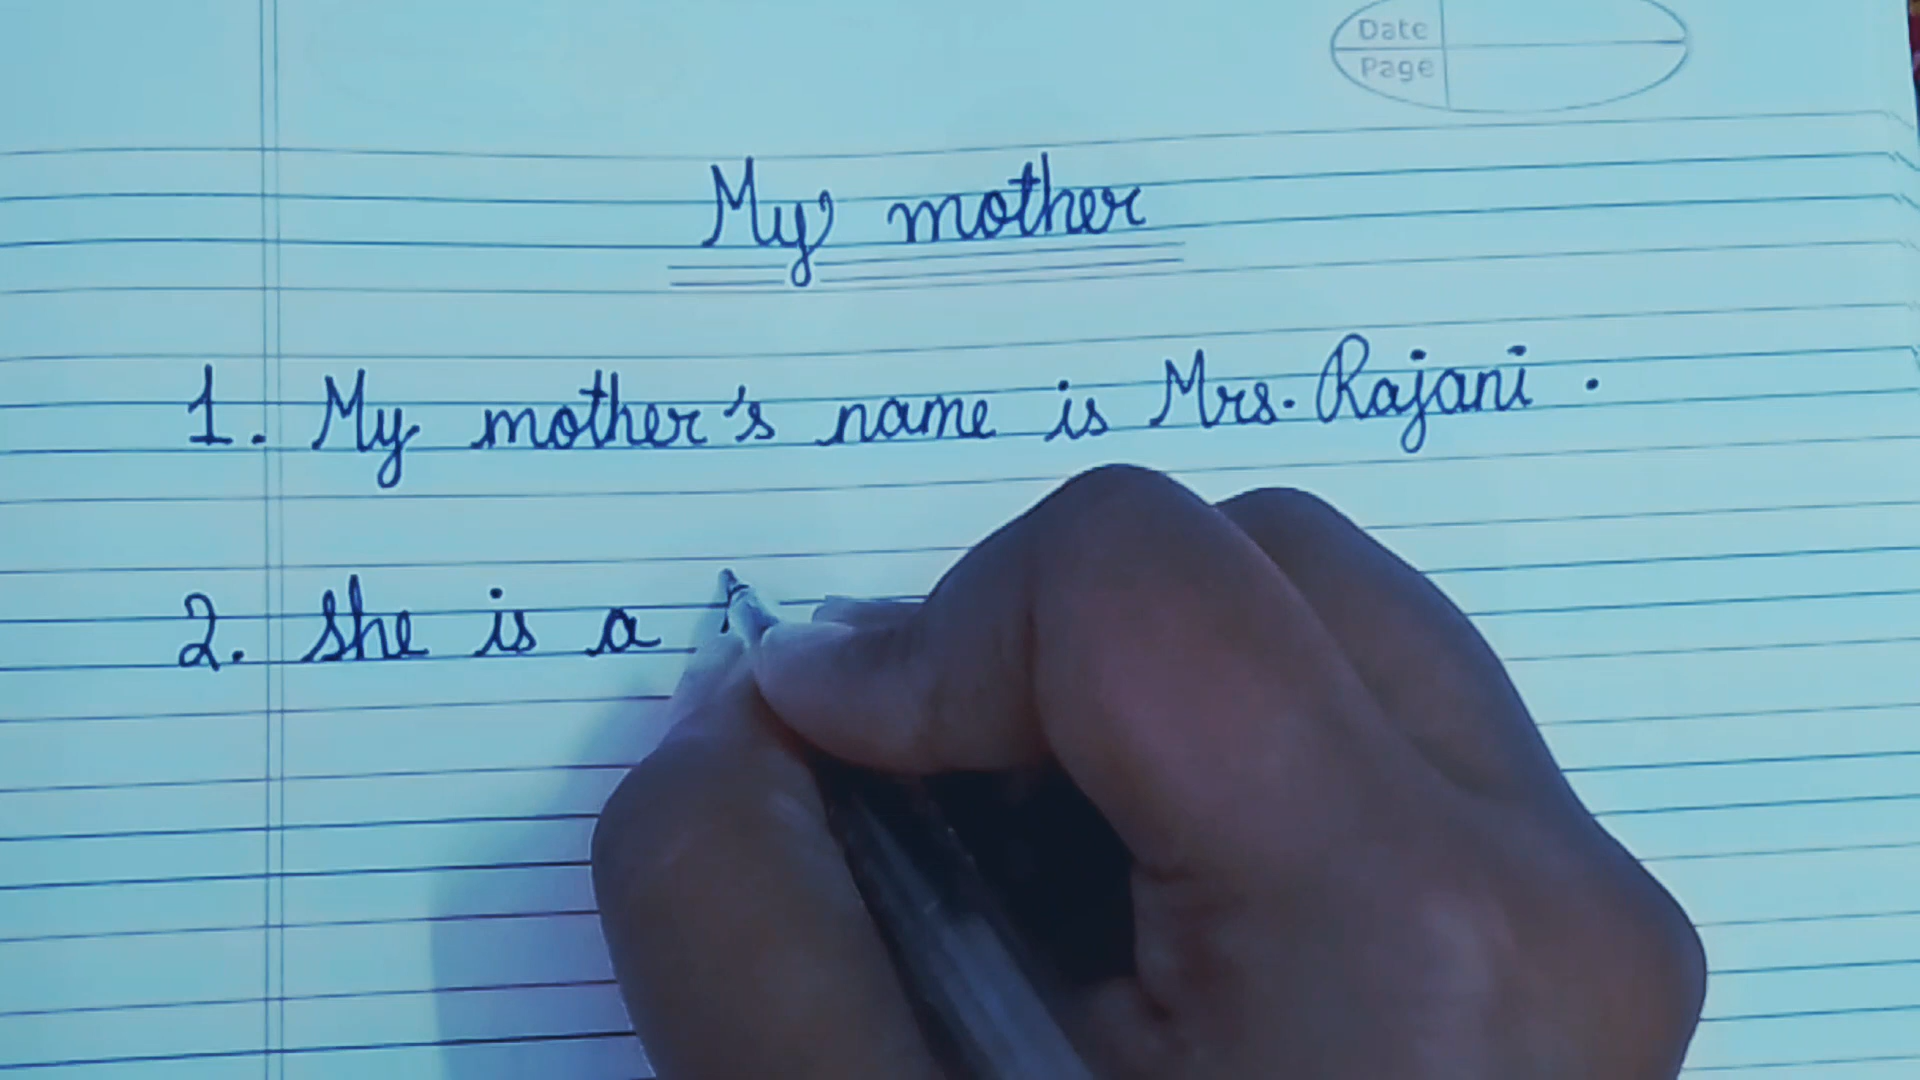 Date
Page
My mother
1. My mother's name is Mrs. Rajani.
2. She is a